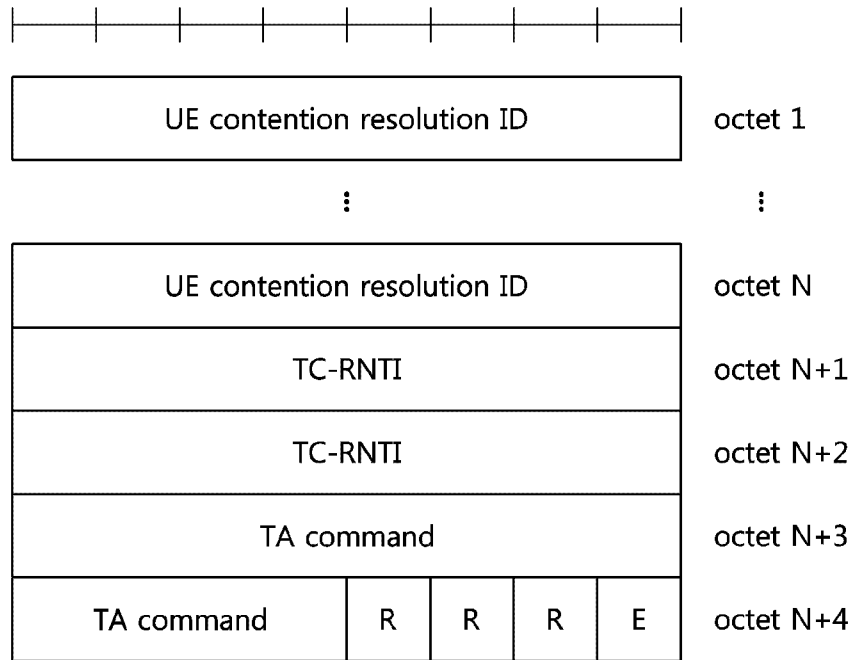 UE contention resolution ID octet 1
⋮ ⋮
UE contention resolution ID octet N
TC-RNTI octet N+1
TC-RNTI octet N+2
TA command octet N+3
TA command R R R E octet N+4